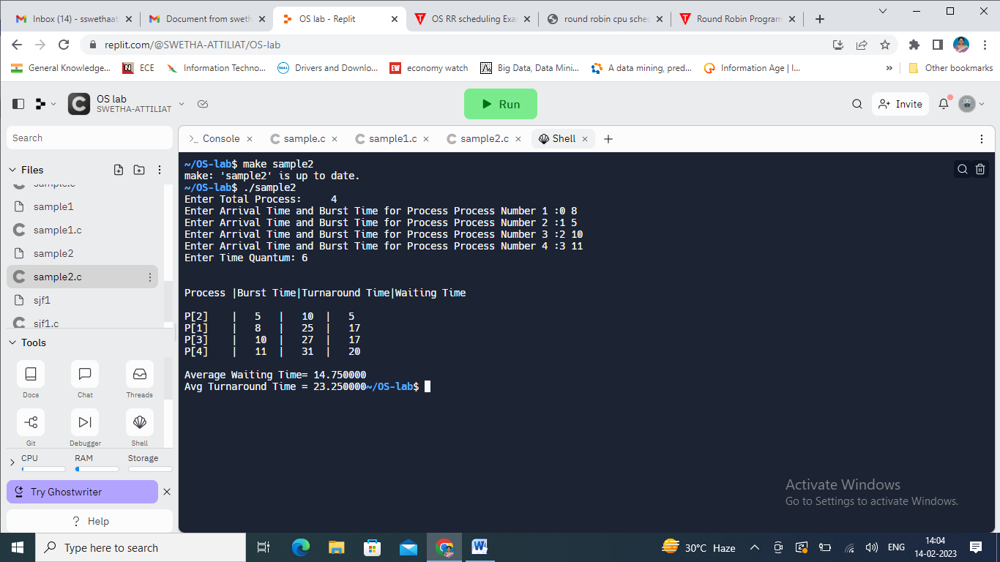 Inbox (14) - sswethaat
Document from sweth
OS lab - Replit
OS RR scheduling Exa
round robin cpu sched
Round Robin Program
replit.com/@SWETHA-ATTILIAT/OS-lab
General Knowledge...
ECE
Information Techno...
Drivers and Downlo...
economy watch
Big Data, Data Mini...
A data mining, pred...
Information Age | I...
»
Other bookmarks
OS lab
SWETHA-ATTILIAT
Run
Invite
Search
Console
sample.c
sample1.c
sample2.c
Shell
Files
sample.c
sample1
sample1.c
sample2
sample2.c
sjf1
sjf1.c
Tools
Docs
Chat
Threads
Git
Debugger
Shell
CPU
RAM
Storage
Try Ghostwriter
? Help
~/OS-lab$ make sample2
make: 'sample2' is up to date.
~/OS-lab$ ./sample2
Enter Total Process:     4
Enter Arrival Time and Burst Time for Process Process Number 1 :0 8
Enter Arrival Time and Burst Time for Process Process Number 2 :1 5
Enter Arrival Time and Burst Time for Process Process Number 3 :2 10
Enter Arrival Time and Burst Time for Process Process Number 4 :3 11
Enter Time Quantum: 6
Process |Burst Time|Turnaround Time|Waiting Time
P[2]    |   5   |   10  |   5
P[1]    |   8   |   25  |   17
P[3]    |   10  |   27  |   17
P[4]    |   11  |   31  |   20
Average Waiting Time= 14.750000
Avg Turnaround Time = 23.250000~/OS-lab$
Activate Windows
Go to Settings to activate Windows.
Type here to search
30°C Haze
ENG
14:04
14-02-2023